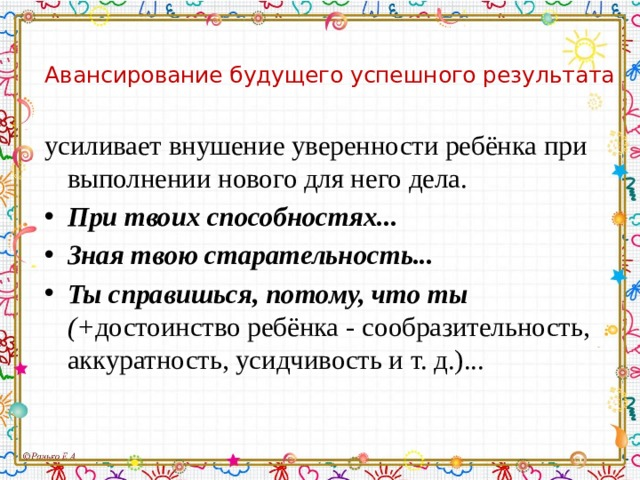 Авансирование будущего успешного результата
усиливает внушение уверенности ребёнка при
выполнении нового для него дела.
• При твоих способностях...
• Зная твою старательность...
• Ты справишься, потому, что ты
(+достоинство ребёнка - сообразительность,
аккуратность, усидчивость и т. д.)...
©Ранько Е.А